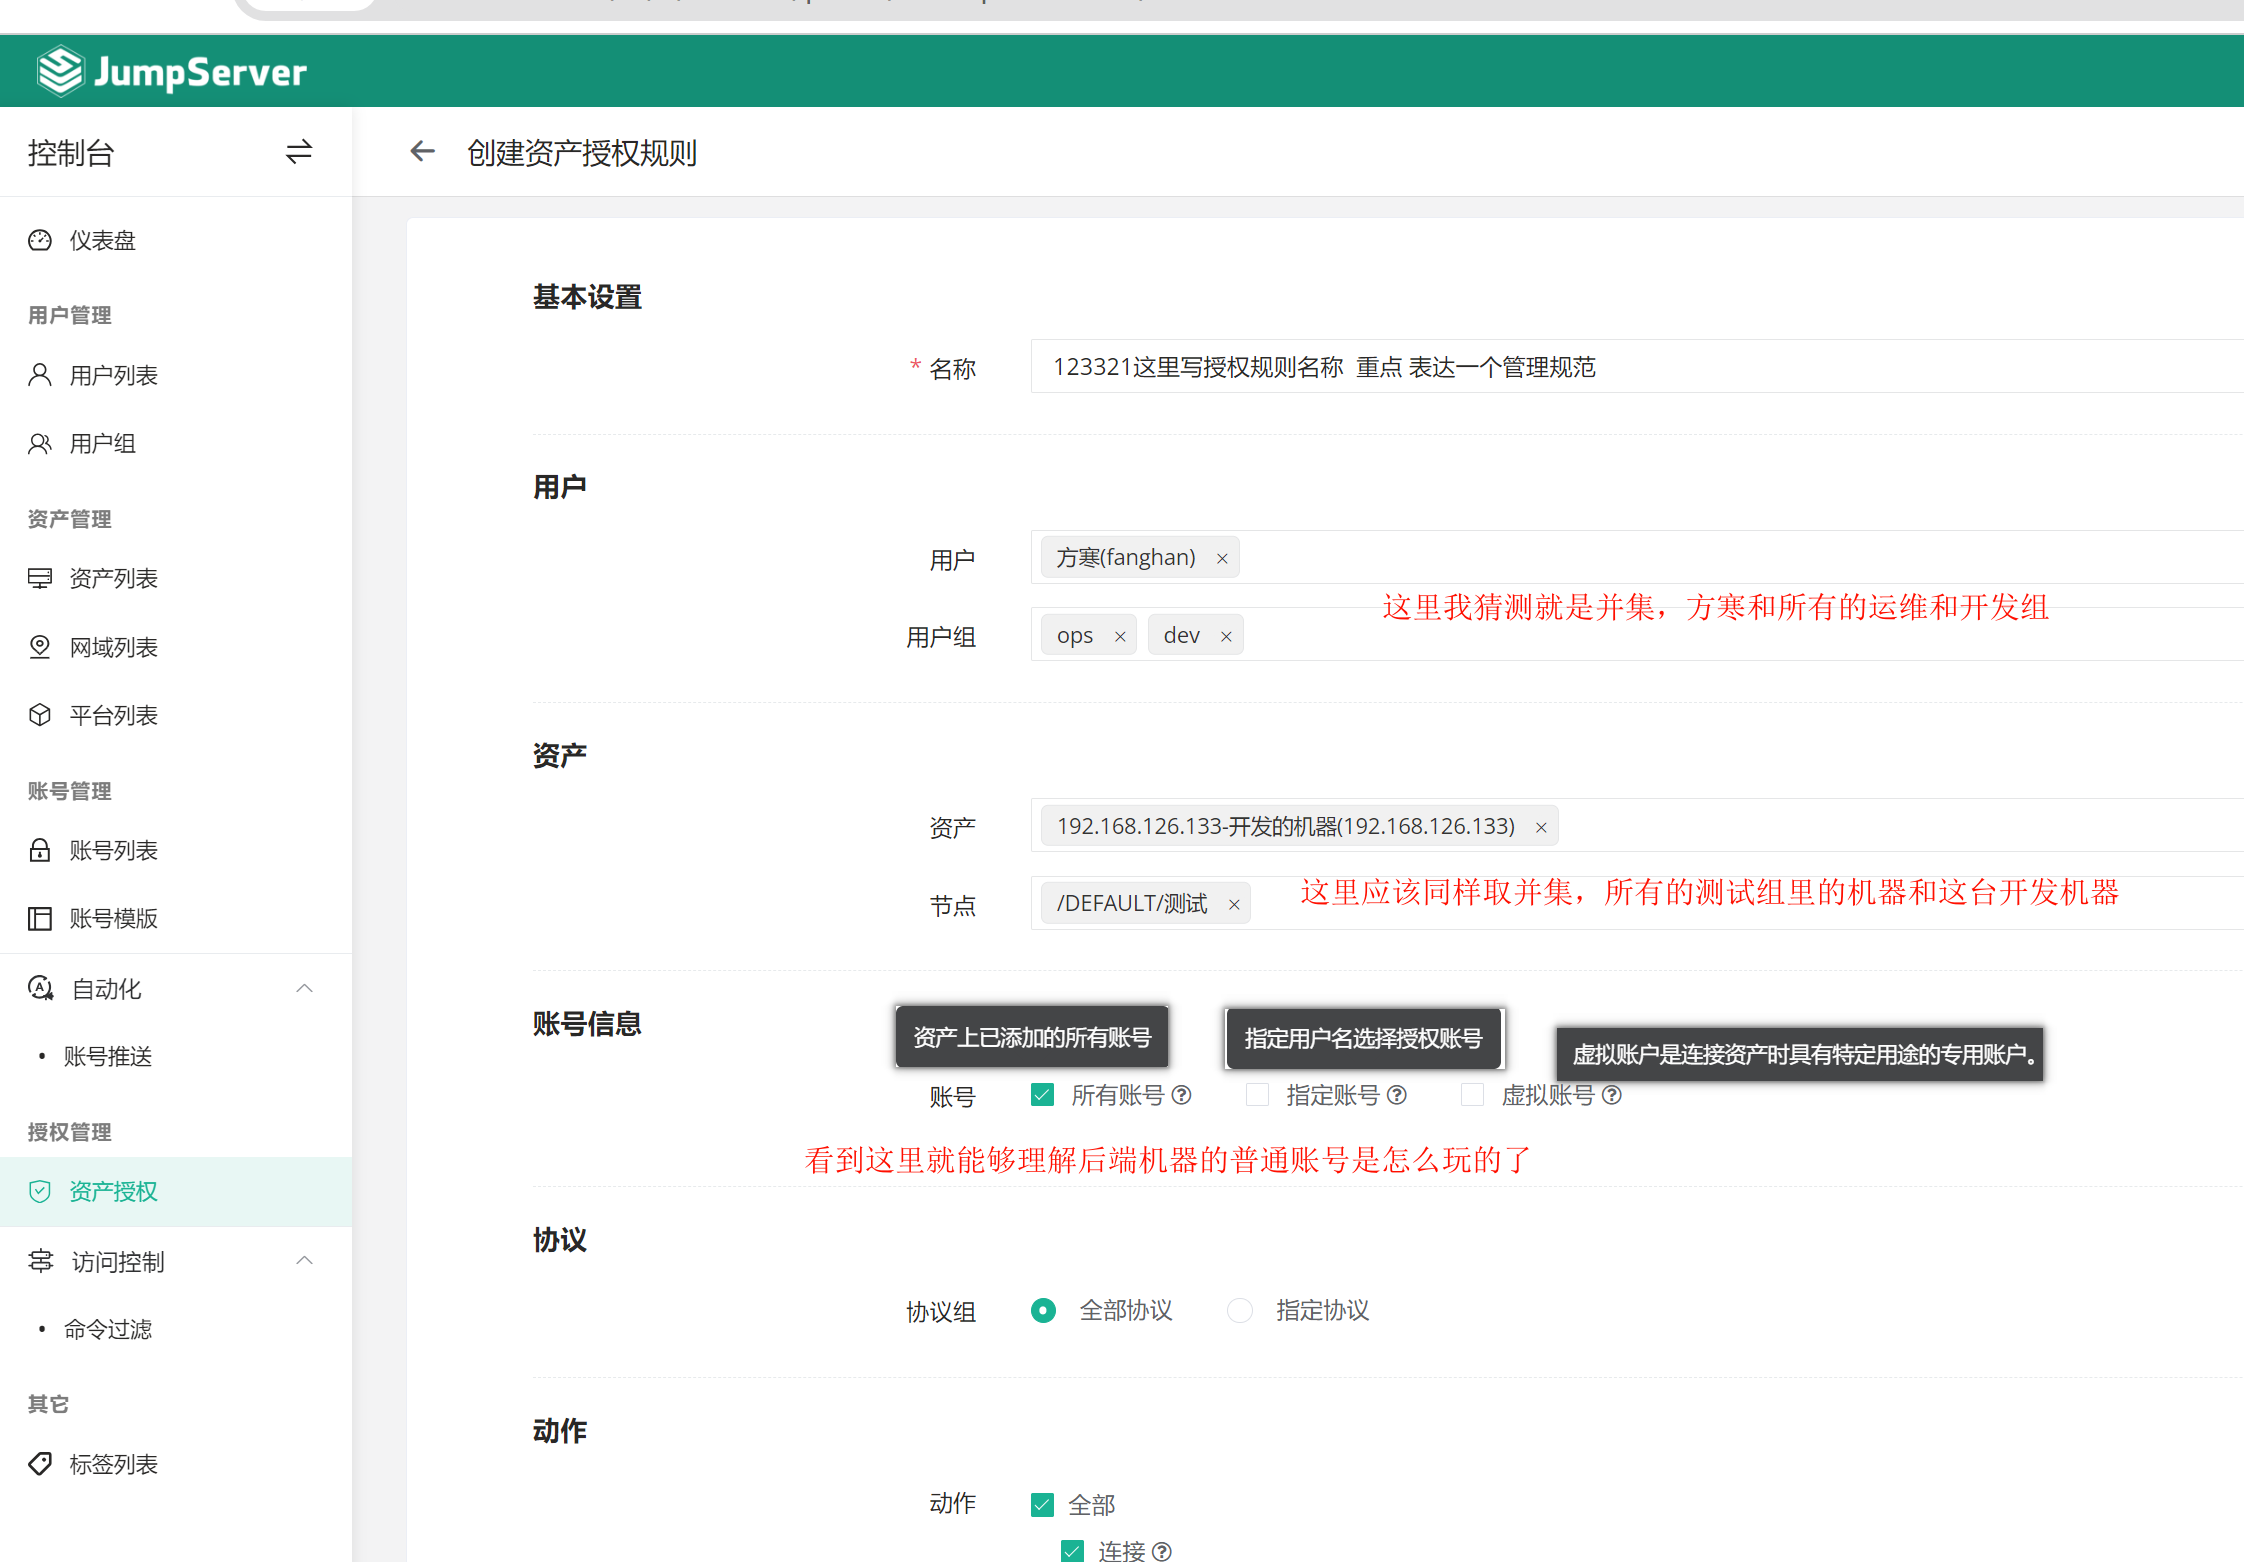 JumpServer
控制台
创建资产授权规则
仪表盘
用户管理
用户列表
用户组
资产管理
资产列表
网域列表
平台列表
账号管理
账号列表
账号模版
自动化
账号推送
授权管理
资产授权
访问控制
命令过滤
其它
标签列表
基本设置
* 名称
123321这里写授权规则名称 重点 表达一个管理规范
用户
用户
方寒(fanghan) ×
这里我猜测就是并集，方寒和所有的运维和开发组
用户组
ops × dev ×
资产
资产
192.168.126.133-开发的机器(192.168.126.133) ×
节点
/DEFAULT/测试 ×
这里应该同样取并集，所有的测试组里的机器和这台开发机器
账号信息
资产上已添加的所有账号
指定用户名选择授权账号
虚拟账户是连接资产时具有特定用途的专用账户。
账号
所有账号 指定账号 虚拟账号
看到这里就能够理解后端机器的普通账号是怎么玩的了
协议
协议组
全部协议 指定协议
动作
动作
全部
连接